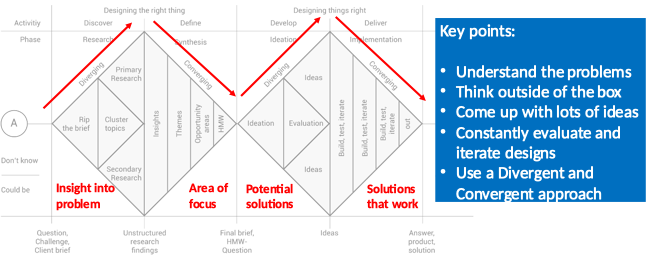 Designing the right thing
Designing things right
Activity
Discover
Define
Develop
Deliver
Phase
Research
Synthesis
Ideation
Implementation
Diverging
Converging
Diverging
Converging
Primary
Research
Rip
the brief
Cluster
topics
Insights
Themes
Opportunity
areas
HMW
Secondary
Research
Ideas
Ideation
Evaluation
Ideas
Build, test, iterate
Build, test, iterate
Build, test,
iterate
out
A
Don't know
Could be
Insight into
problem
Area of
focus
Potential
solutions
Solutions
that work
Question,
Challenge,
Client brief
Unstructured
research
findings
Final brief,
HMW-
Question
Ideas
Answer,
product,
solution
Key points:
• Understand the problems
• Think outside of the box
• Come up with lots of ideas
• Constantly evaluate and
iterate designs
• Use a Divergent and
Convergent approach